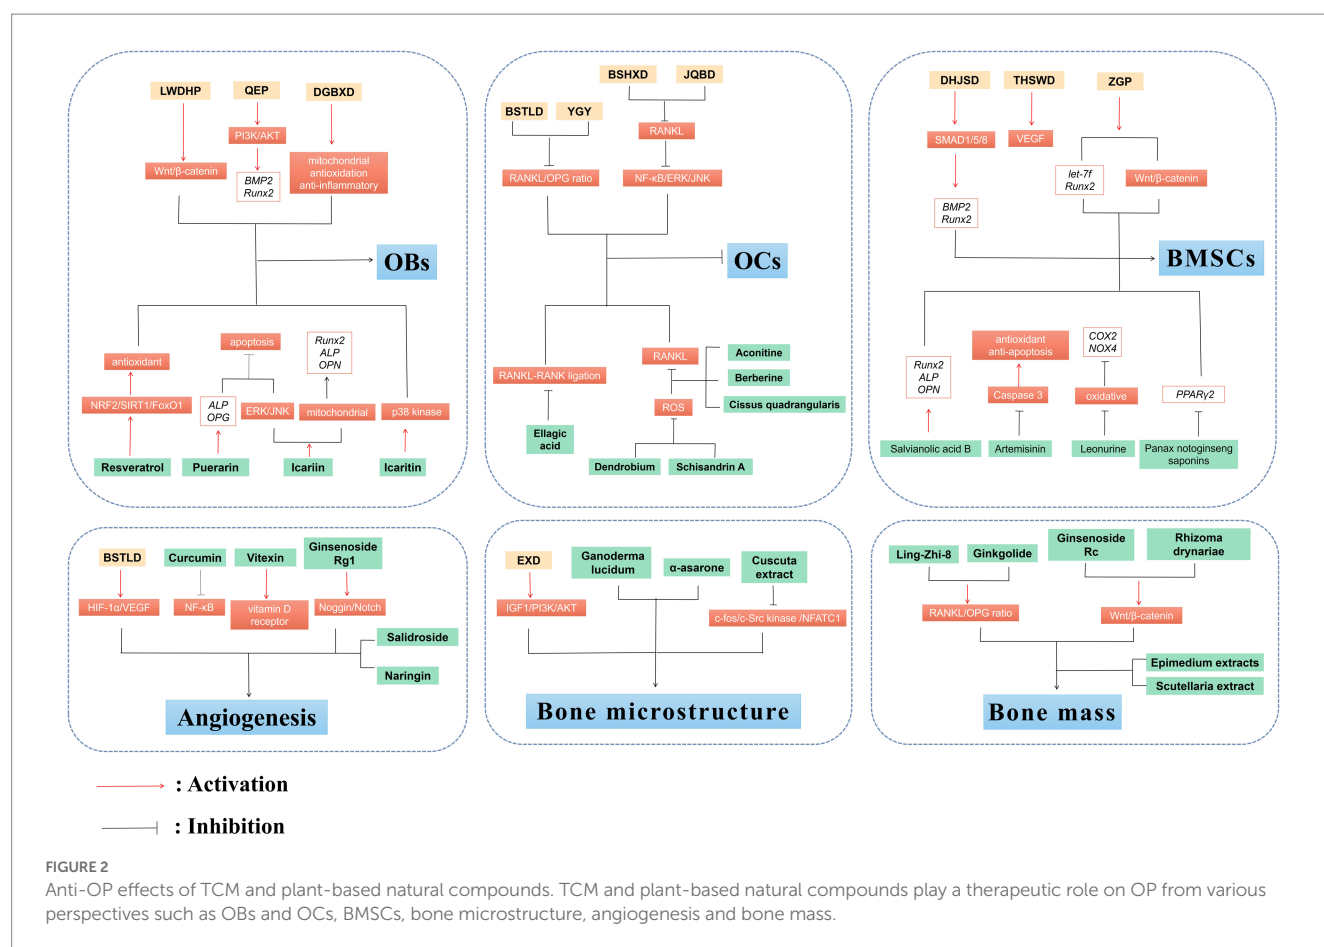 LWDHP
QEP
DGBXD
PI3K/AKT
Wnt/β-catenin
BMP2
Runx2
mitochondrial
antioxidation
anti-inflammatory
OBs
antioxidant
apoptosis
Runx2
ALP
OPN
NRF2/SIRT1/FoxO1
ALP
OPG
ERK/JNK
mitochondrial
p38 kinase
Resveratrol
Puerarin
Icariin
Icaritin
BSHXD
JQBD
BSTLD
YGY
RANKL
RANKL/OPG ratio
NF-κB/ERK/JNK
OCs
RANKL-RANK ligation
RANKL
Aconitine
Berberine
Cissus quadrangularis
ROS
Ellagic
acid
Dendrobium
Schisandrin A
DHJSD
THSWD
ZGP
SMAD1/5/8
VEGF
let-7f
Runx2
Wnt/β-catenin
BMP2
Runx2
BMSCs
Runx2
ALP
OPN
antioxidant
anti-apoptosis
COX2
NOX4
Caspase 3
oxidative
PPARγ2
Salvianolic acid B
Artemisinin
Leonurine
Panax notoginseng
saponins
BSTLD
Curcumin
Vitexin
Ginsenoside
Rg1
HIF-1α/VEGF
NF-κB
vitamin D
receptor
Noggin/Notch
Salidroside
Naringin
Angiogenesis
EXD
Ganoderma
lucidum
α-asarone
Cuscuta
extract
IGF1/PI3K/AKT
c-fos/c-Src kinase /NFATC1
Bone microstructure
Ling-Zhi-8
Ginkgolide
Ginsenoside
Rc
Rhizoma
drynariae
RANKL/OPG ratio
Wnt/β-catenin
Epimedium extracts
Scutellaria extract
Bone mass
: Activation
: Inhibition
FIGURE 2
Anti-OP effects of TCM and plant-based natural compounds. TCM and plant-based natural compounds play a therapeutic role on OP from various
perspectives such as OBs and OCs, BMSCs, bone microstructure, angiogenesis and bone mass.